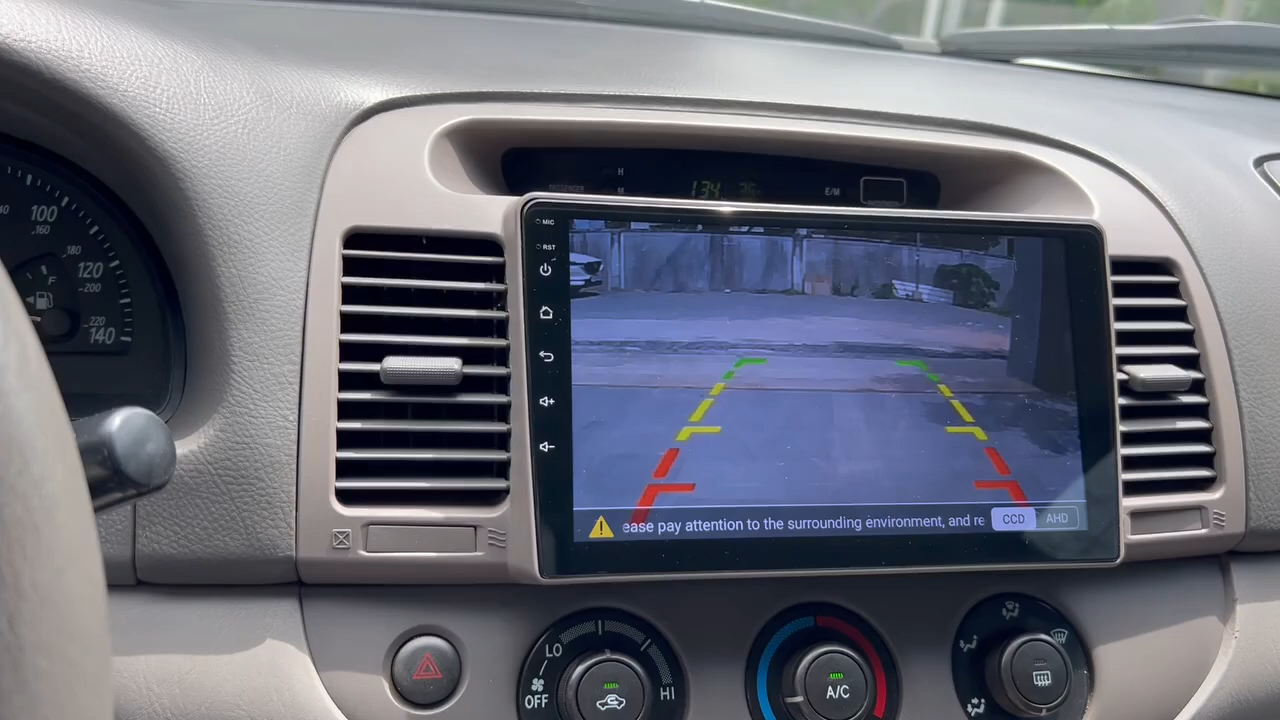 H
M
PASSENGER
134
E/M
MIC
RST
100
160
180
120
200
220
140
F
ease pay attention to the surrounding environment, and re
CCD
AHD
LO
OFF
HI
A/C